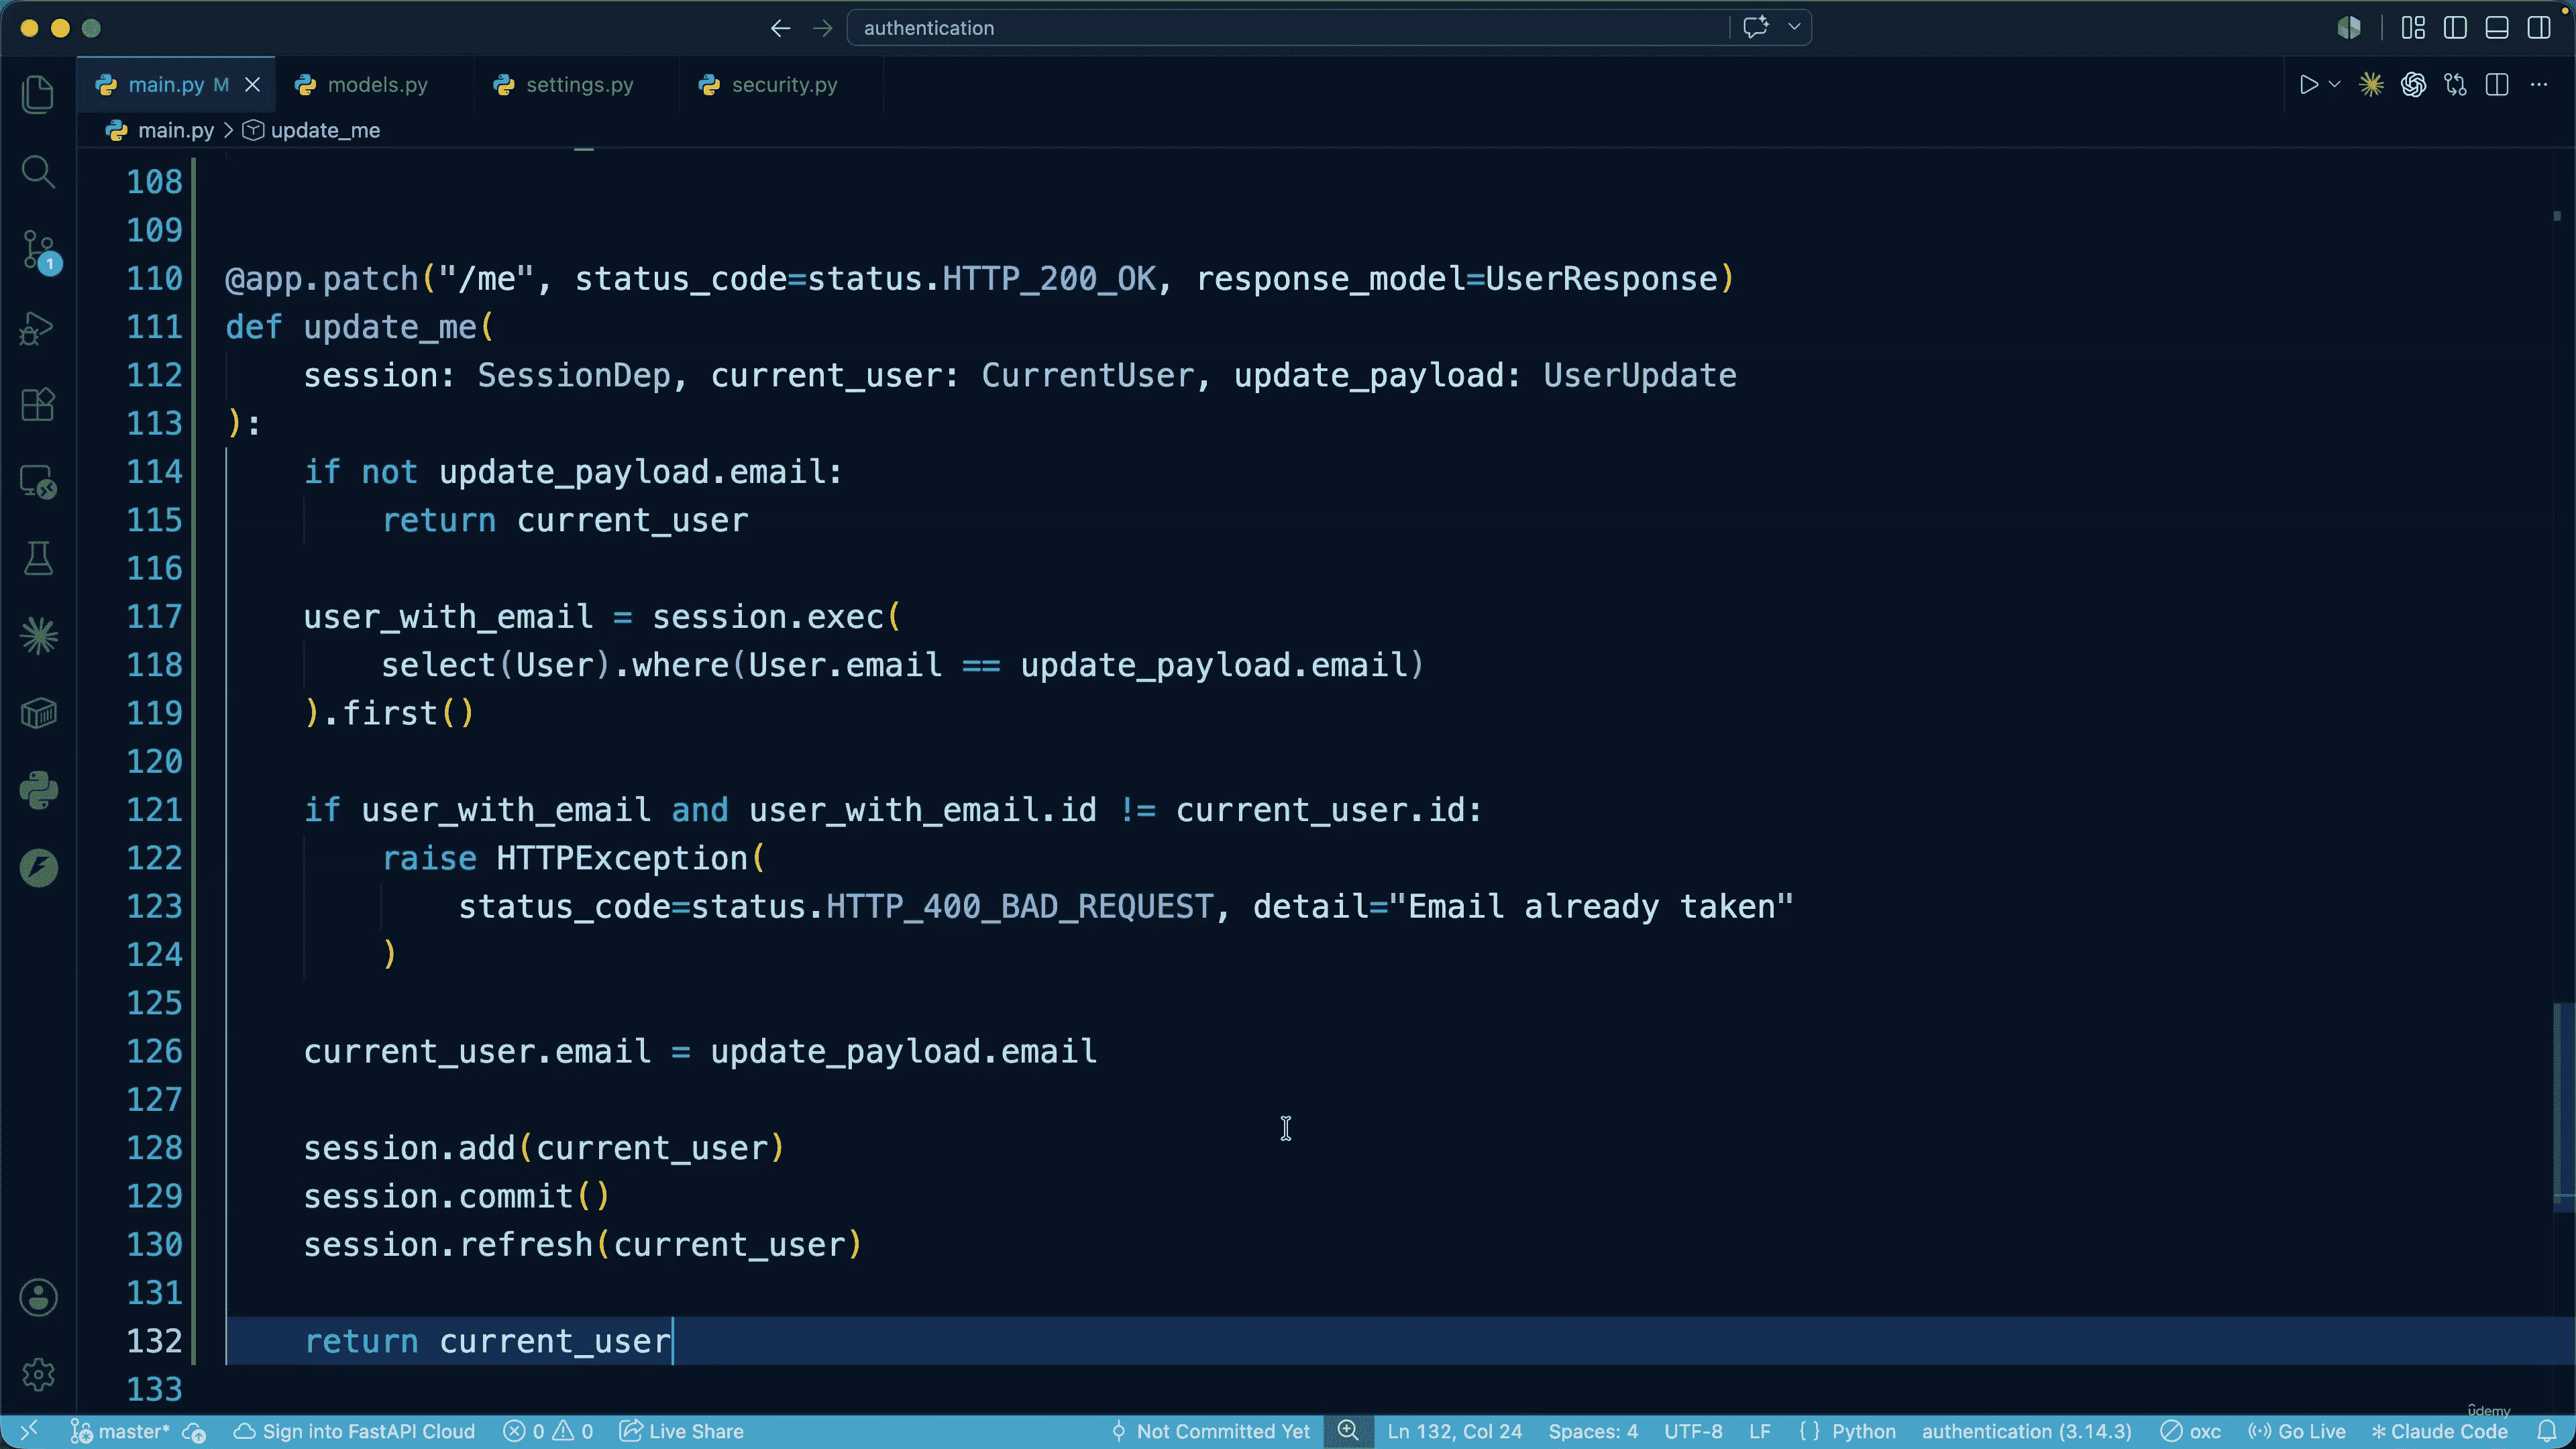 authentication
main.py M models.py settings.py security.py
main.py > update_me
108
109
110 @app.patch("/me", status_code=status.HTTP_200_OK, response_model=UserResponse)
111 def update_me(
112 session: SessionDep, current_user: CurrentUser, update_payload: UserUpdate
113 ):
114 if not update_payload.email:
115 return current_user
116
117 user_with_email = session.exec(
118 select(User).where(User.email == update_payload.email)
119 ).first()
120
121 if user_with_email and user_with_email.id != current_user.id:
122 raise HTTPException(
123 status_code=status.HTTP_400_BAD_REQUEST, detail="Email already taken"
124 )
125
126 current_user.email = update_payload.email
127
128 session.add(current_user)
129 session.commit()
130 session.refresh(current_user)
131
132 return current_user
133
1
udemy
master* Sign into FastAPI Cloud 0 0 Live Share Not Committed Yet Ln 132, Col 24 Spaces: 4 UTF-8 LF { } Python authentication (3.14.3) oxc Go Live Claude Code